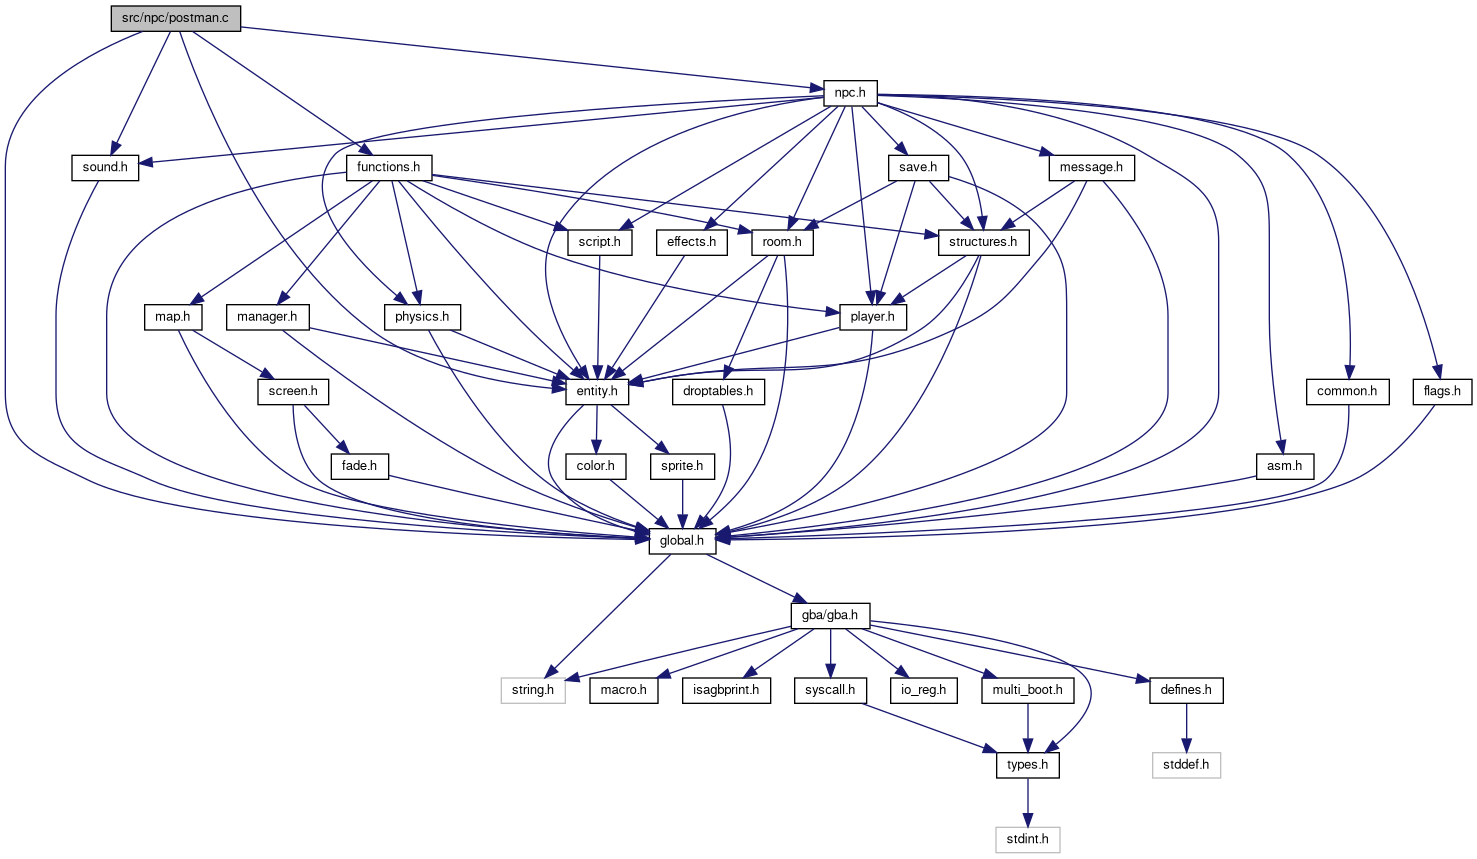 src/npc/postman.c
npc.h
sound.h
functions.h
save.h
message.h
script.h
effects.h
room.h
structures.h
map.h
manager.h
physics.h
player.h
screen.h
entity.h
droptables.h
common.h
flags.h
fade.h
color.h
sprite.h
asm.h
global.h
gba/gba.h
string.h
macro.h
isagbprint.h
syscall.h
io_reg.h
multi_boot.h
defines.h
types.h
stddef.h
stdint.h